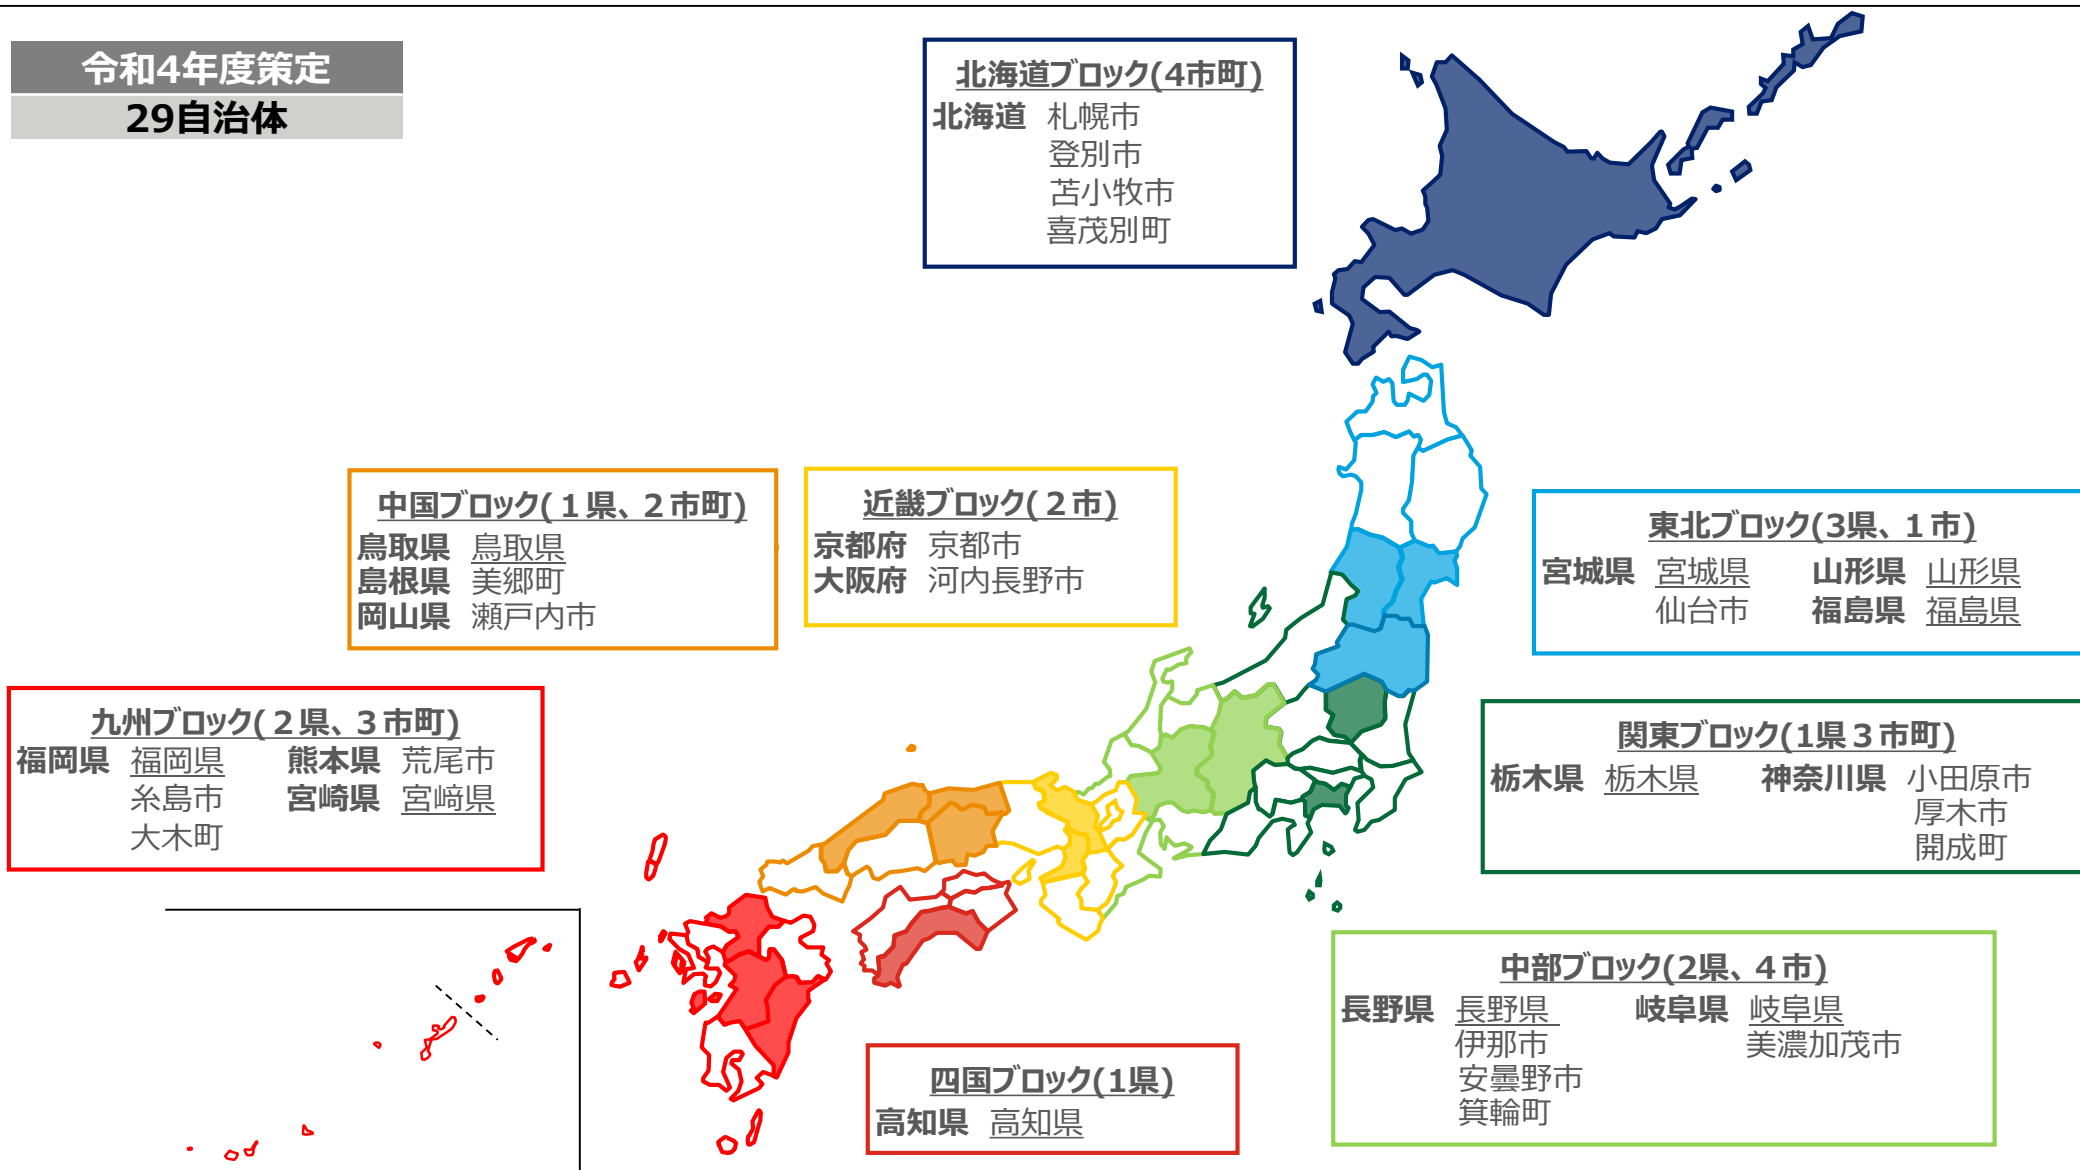 令和4年度策定
29自治体
北海道ブロック(4市町)
北海道 札幌市
登別市
苫小牧市
喜茂別町
中国ブロック(１県、２市町)
鳥取県 鳥取県
島根県 美郷町
岡山県 瀬戸内市
近畿ブロック(２市)
京都府 京都市
大阪府 河内長野市
東北ブロック(3県、１市)
宮城県 宮城県 山形県 山形県
仙台市 福島県 福島県
九州ブロック(２県、３市町)
福岡県 福岡県 熊本県 荒尾市
糸島市 宮崎県 宮﨑県
大木町
関東ブロック(1県３市町)
栃木県 栃木県 神奈川県 小田原市
厚木市
開成町
中部ブロック(2県、４市)
長野県 長野県 岐阜県 岐阜県
伊那市 美濃加茂市
安曇野市
箕輪町
四国ブロック(1県)
高知県 高知県